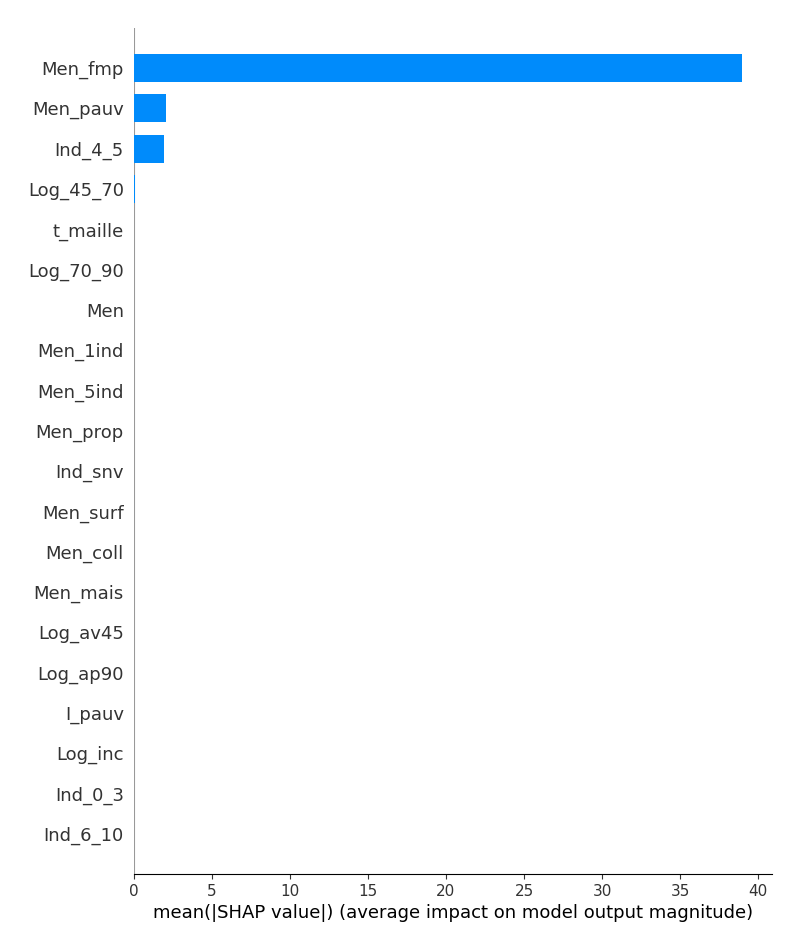 Men_fmp
Men_pauv
Ind_4_5
Log_45_70
t_maille
Log_70_90
Men
Men_1ind
Men_5ind
Men_prop
Ind_snv
Men_surf
Men_coll
Men_mais
Log_av45
Log_ap90
I_pauv
Log_inc
Ind_0_3
Ind_6_10
0 5 10 15 20 25 30 35 40
mean(|SHAP value|) (average impact on model output magnitude)